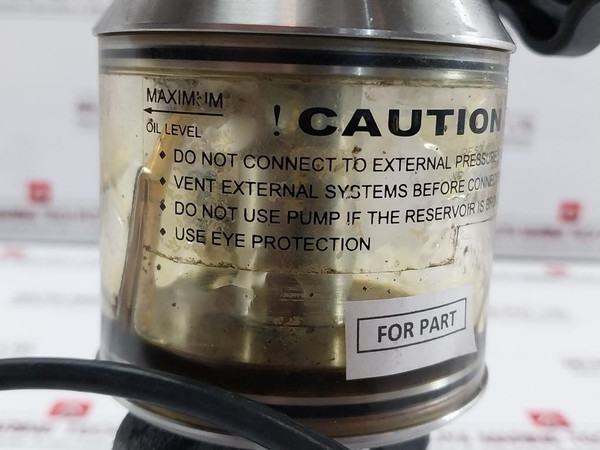 MAXIMUM
OIL LEVEL
! CAUTION
• DO NOT CONNECT TO EXTERNAL PRESSURE
• VENT EXTERNAL SYSTEMS BEFORE
• DO NOT USE PUMP IF THE RESERVOIR IS
• USE EYE PROTECTION
FOR PART